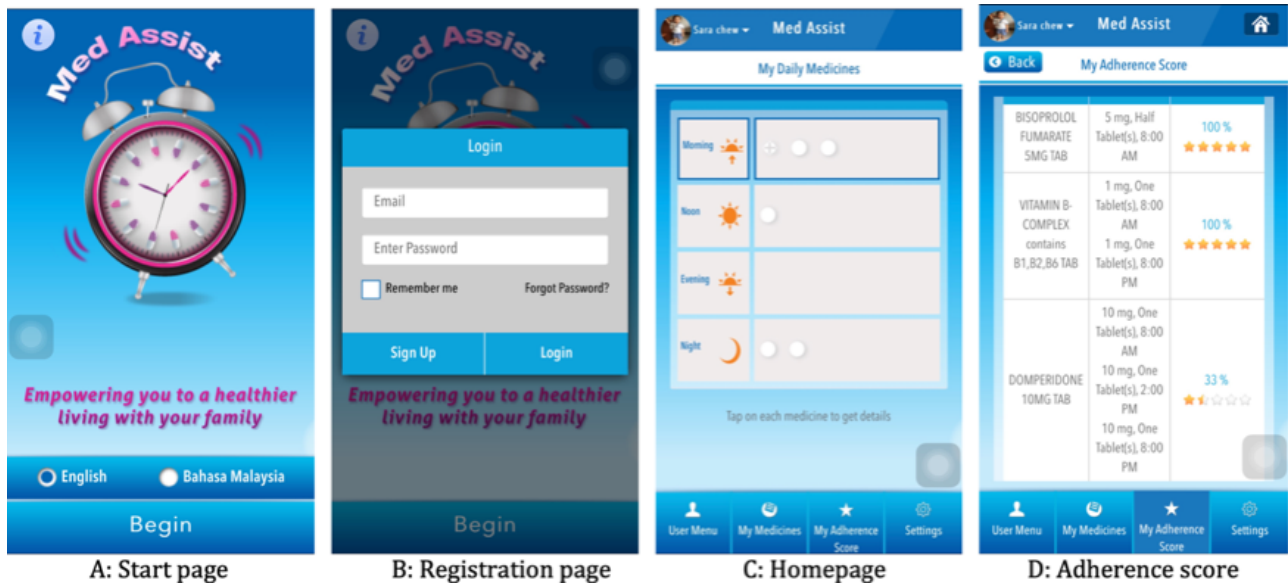 i
Med Assist
Empowering you to a healthier
living with your family
English
Bahasa Malaysia
Begin
A: Start page
i
Med Assist
Login
Email
Enter Password
Remember me
Forgot Password?
Sign Up
Login
Empowering you to a healthier
living with your family
Begin
B: Registration page
Sara chew
Med Assist
My Daily Medicines
Morning
Noon
Evening
Night
Tap on each medicine to get details
User Menu
My Medicines
My Adherence
Score
Settings
C: Homepage
Sara chew
Med Assist
Back
My Adherence Score
BISOPROLOL
FUMARATE
5MG TAB
5 mg, Half
Tablet(s), 8:00
AM
100 %
VITAMIN B-
COMPLEX
contains
B1,B2,B6 TAB
1 mg, One
Tablet(s), 8:00
AM
1 mg, One
Tablet(s), 8:00
PM
100 %
DOMPERIDONE
10MG TAB
10 mg, One
Tablet(s), 8:00
AM
10 mg, One
Tablet(s), 2:00
PM
10 mg, One
Tablet(s), 8:00
PM
33 %
User Menu
My Medicines
My Adherence
Score
Settings
D: Adherence score